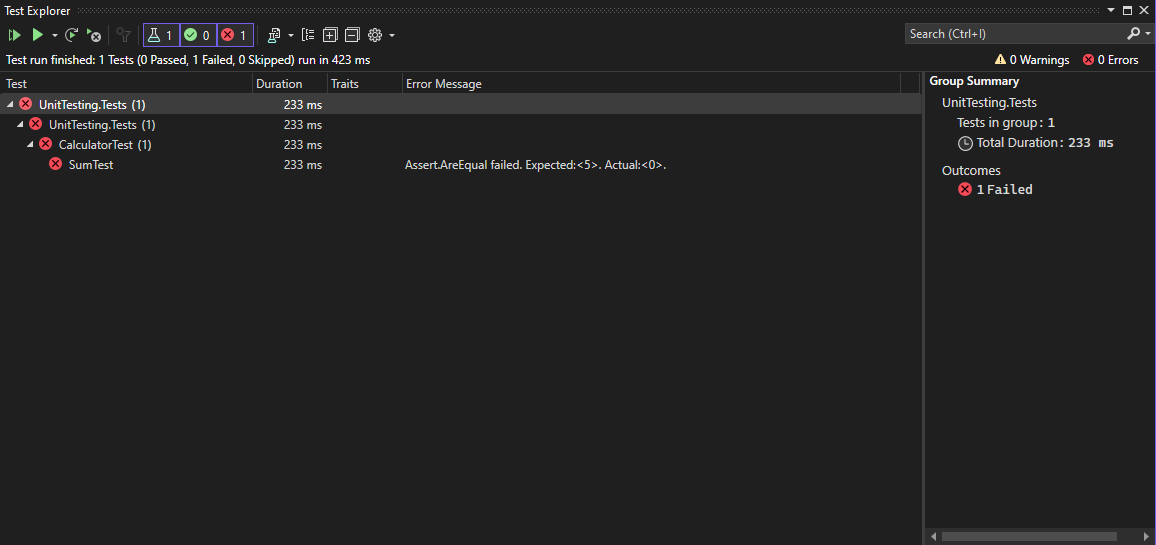 Test Explorer
1 0 1 Search (Ctrl+I)
Test run finished: 1 Tests (0 Passed, 1 Failed, 0 Skipped) run in 423 ms 0 Warnings 0 Errors
Test Duration Traits Error Message
UnitTesting.Tests (1) 233 ms
UnitTesting.Tests (1) 233 ms
CalculatorTest (1) 233 ms
SumTest 233 ms Assert.AreEqual failed. Expected:<5>. Actual:<0>.
Group Summary
UnitTesting.Tests
Tests in group: 1
Total Duration: 233 ms
Outcomes
1 Failed